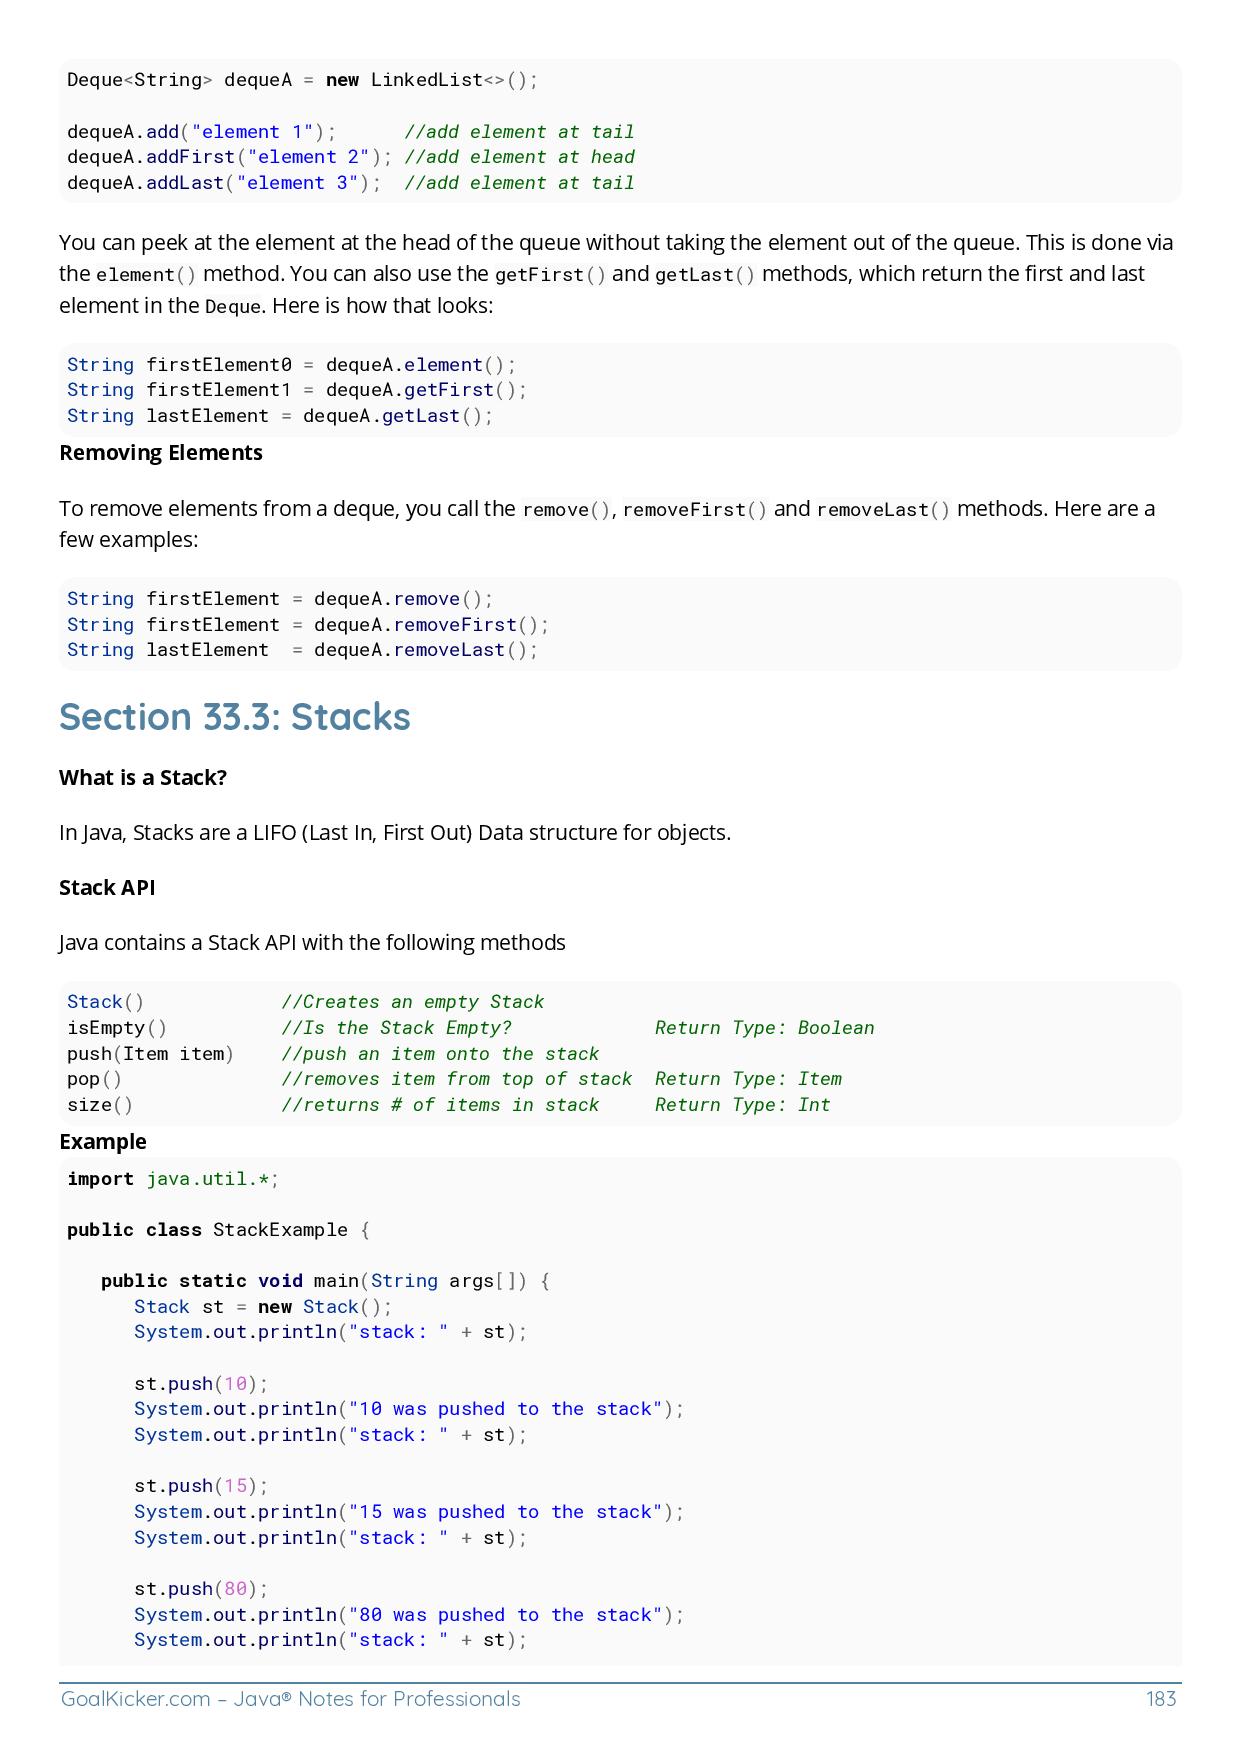 Deque<String> dequeA = new LinkedList<>();

dequeA.add("element 1");      //add element at tail
dequeA.addFirst("element 2"); //add element at head
dequeA.addLast("element 3");  //add element at tail

You can peek at the element at the head of the queue without taking the element out of the queue. This is done via
the element() method. You can also use the getFirst() and getLast() methods, which return the first and last
element in the Deque. Here is how that looks:

String firstElement0 = dequeA.element();
String firstElement1 = dequeA.getFirst();
String lastElement = dequeA.getLast();
Removing Elements

To remove elements from a deque, you call the remove(), removeFirst() and removeLast() methods. Here are a
few examples:

String firstElement = dequeA.remove();
String firstElement = dequeA.removeFirst();
String lastElement  = dequeA.removeLast();

Section 33.3: Stacks

What is a Stack?

In Java, Stacks are a LIFO (Last In, First Out) Data structure for objects.

Stack API

Java contains a Stack API with the following methods

Stack()            //Creates an empty Stack
isEmpty()          //Is the Stack Empty?             Return Type: Boolean
push(Item item)    //push an item onto the stack
pop()              //removes item from top of stack  Return Type: Item
size()             //returns # of items in stack     Return Type: Int
Example
import java.util.*;

public class StackExample {

   public static void main(String args[]) {
      Stack st = new Stack();
      System.out.println("stack: " + st);

      st.push(10);
      System.out.println("10 was pushed to the stack");
      System.out.println("stack: " + st);

      st.push(15);
      System.out.println("15 was pushed to the stack");
      System.out.println("stack: " + st);

      st.push(80);
      System.out.println("80 was pushed to the stack");
      System.out.println("stack: " + st);

GoalKicker.com – Java® Notes for Professionals 183